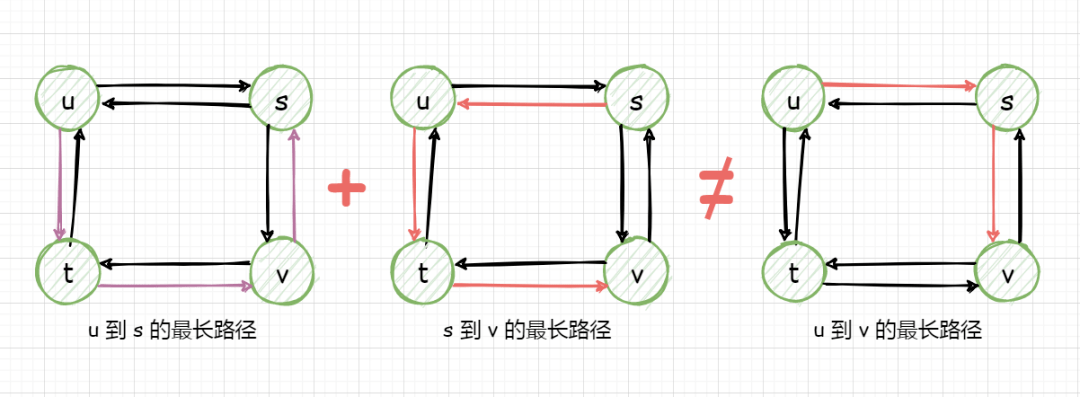 u s u s u s
+ ≠
t v t v t v
u 到 s 的最长路径 s 到 v 的最长路径 u 到 v 的最长路径